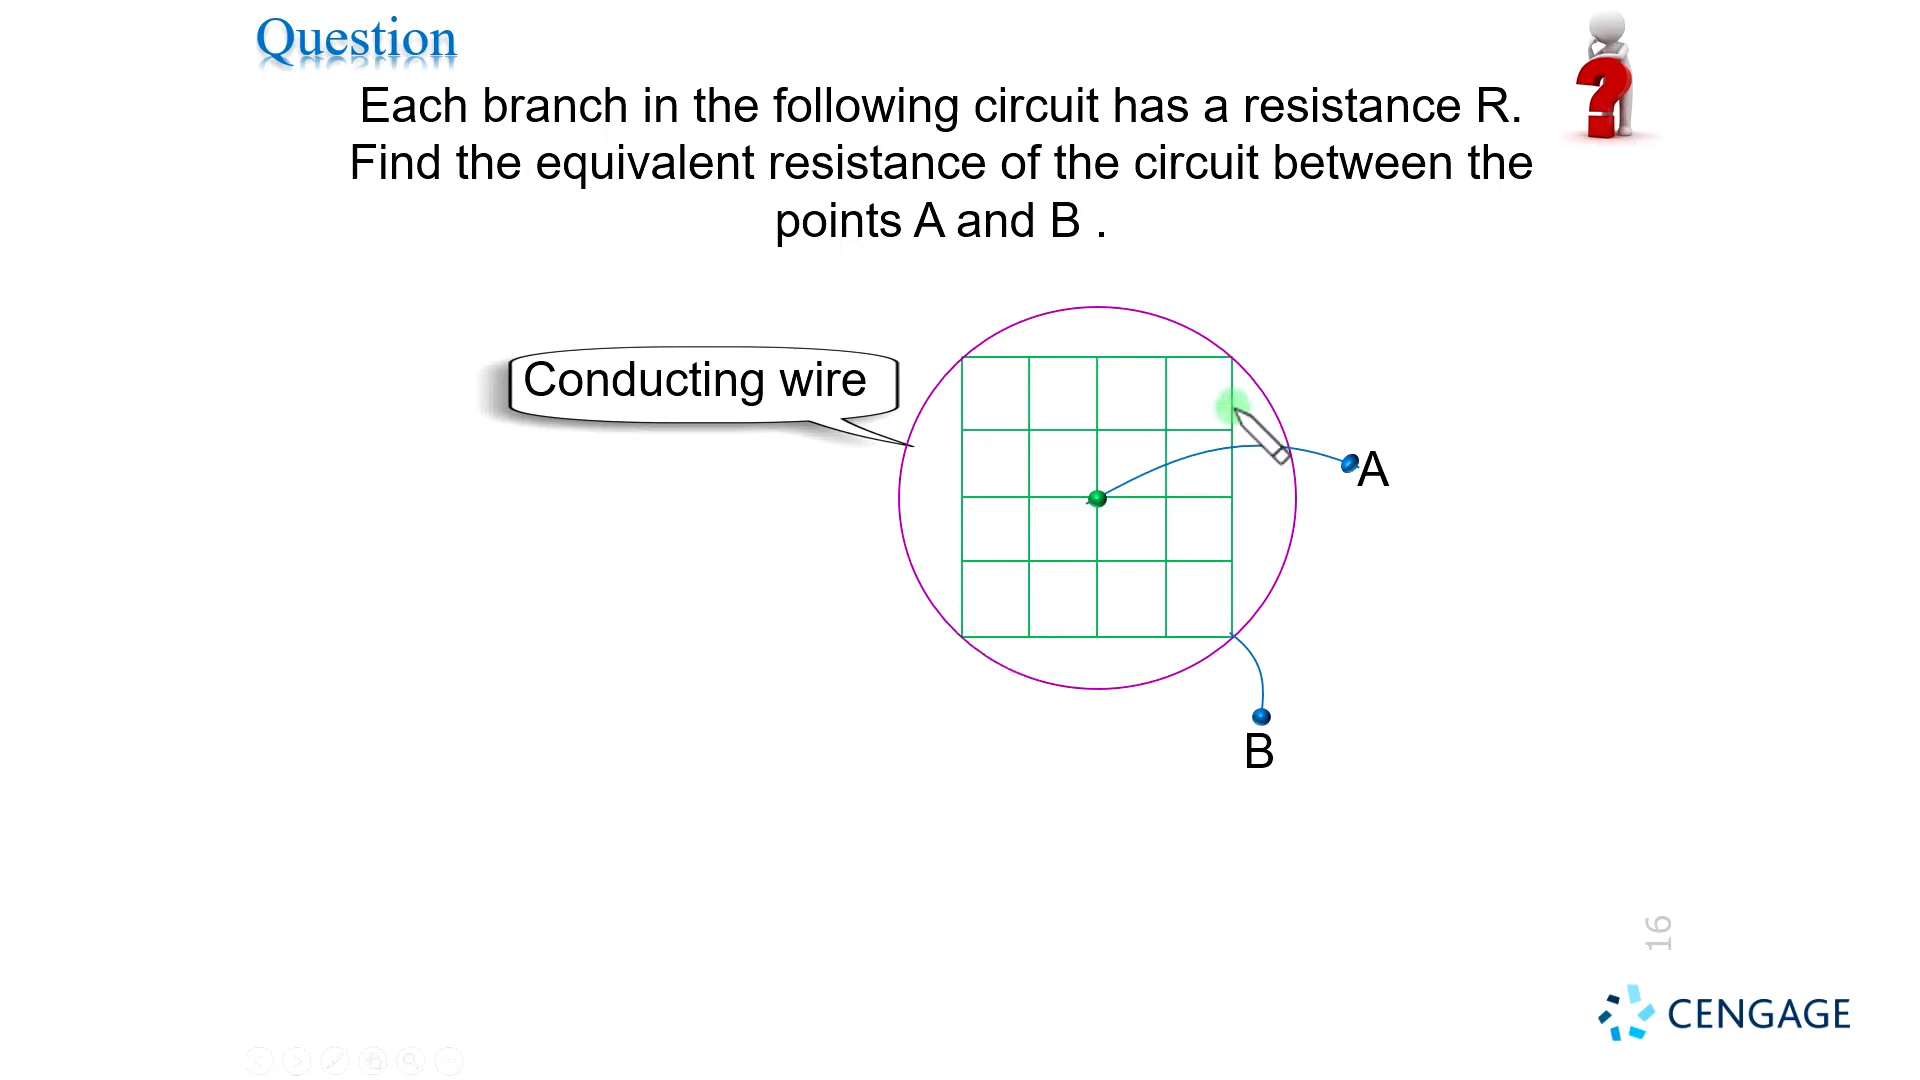 Question
Each branch in the following circuit has a resistance R.
Find the equivalent resistance of the circuit between the
points A and B .
Conducting wire
A
B
16
CENGAGE